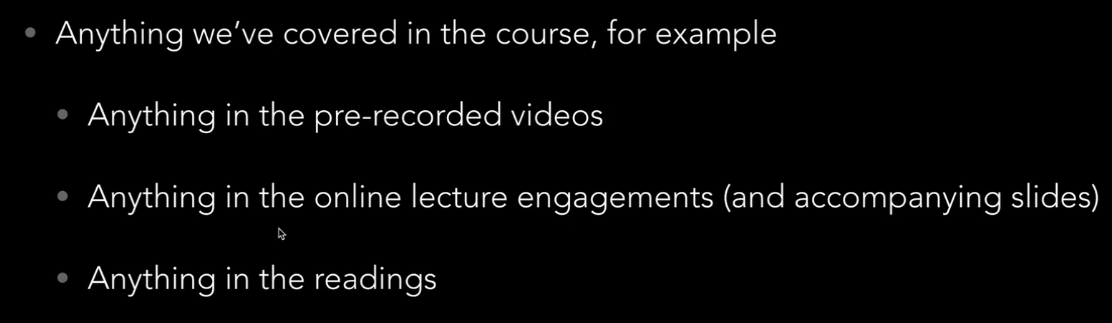 • Anything we've covered in the course, for example
• Anything in the pre-recorded videos
• Anything in the online lecture engagements (and accompanying slides)
• Anything in the readings